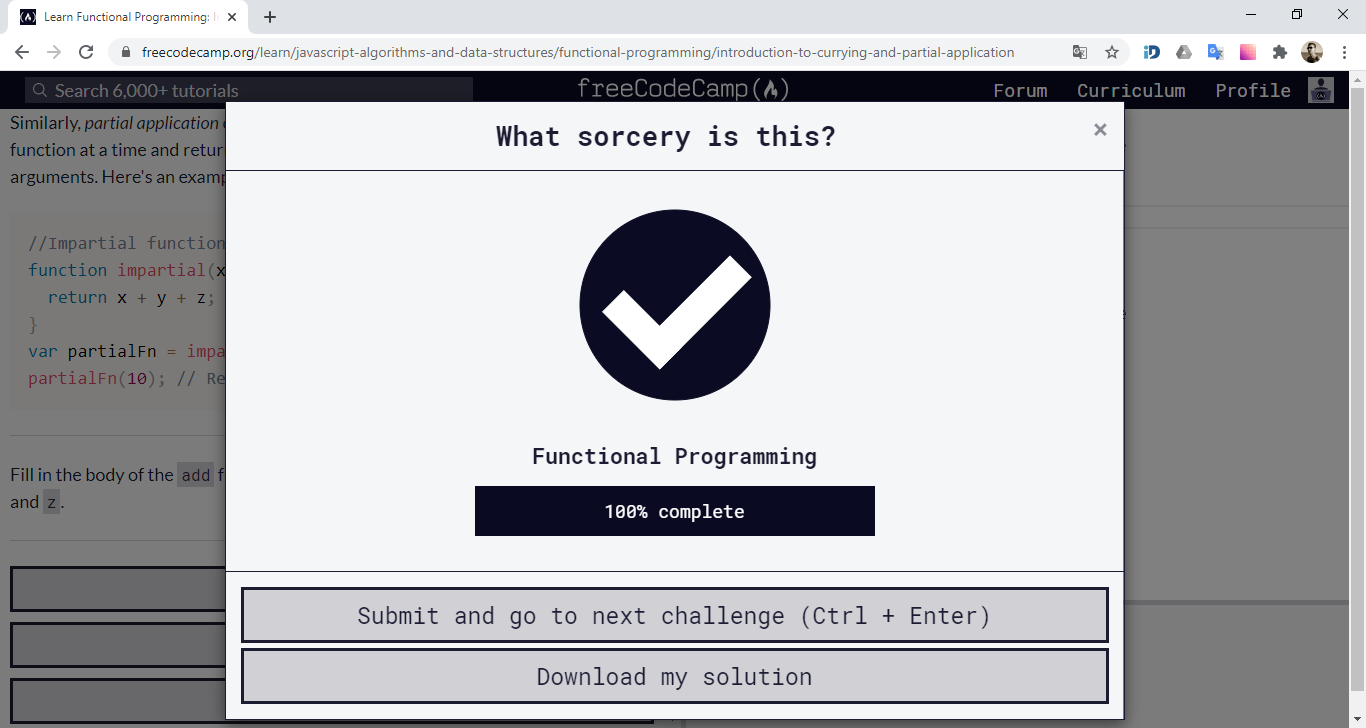 Learn Functional Programming:
freecodecamp.org/learn/javascript-algorithms-and-data-structures/functional-programming/introduction-to-currying-and-partial-application
Search 6,000+ tutorials
freeCodeCamp(🔥)
Forum Curriculum Profile
Similarly, partial application
function at a time and retur
arguments. Here's an examp
//Impartial function
function impartial(x
return x + y + z;
}
var partialFn = impa
partialFn(10); // Re
Fill in the body of the add f
and z.
What sorcery is this?
×
Functional Programming
100% complete
Submit and go to next challenge (Ctrl + Enter)
Download my solution